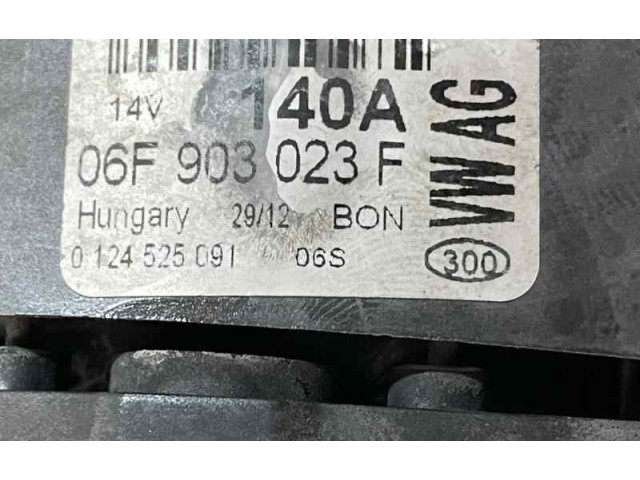 14V 140A
06F 903 023 F
Hungary 29/12 BON
0 124 525 091 06S
VW AG
300